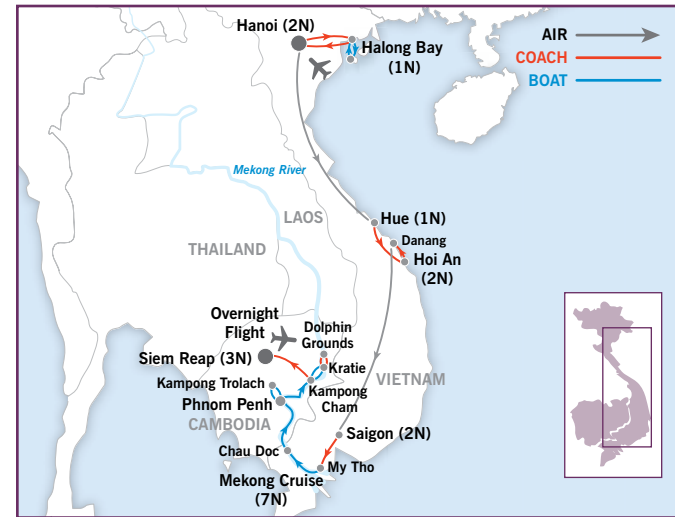 Hanoi (2N)
Halong Bay
(1N)
AIR
COACH
BOAT
Mekong River
LAOS
Hue (1N)
Danang
Hoi An
(2N)
THAILAND
Overnight
Flight
Dolphin
Grounds
Siem Reap (3N)
Kratie
Kampong Trolach
Kampong
Cham
VIETNAM
Phnom Penh
CAMBODIA
Saigon (2N)
Chau Doc
My Tho
Mekong Cruise
(7N)